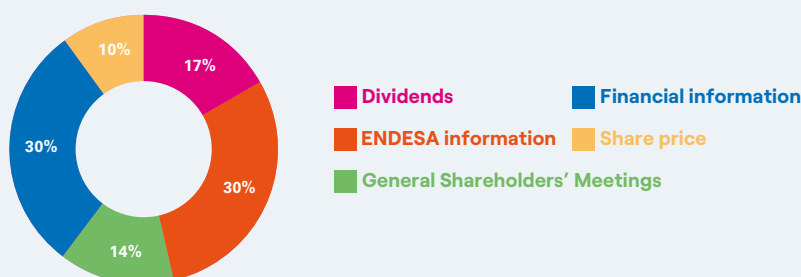 10%
17%
30%
30%
14%
Dividends
Financial information
ENDESA information
Share price
General Shareholders’ Meetings